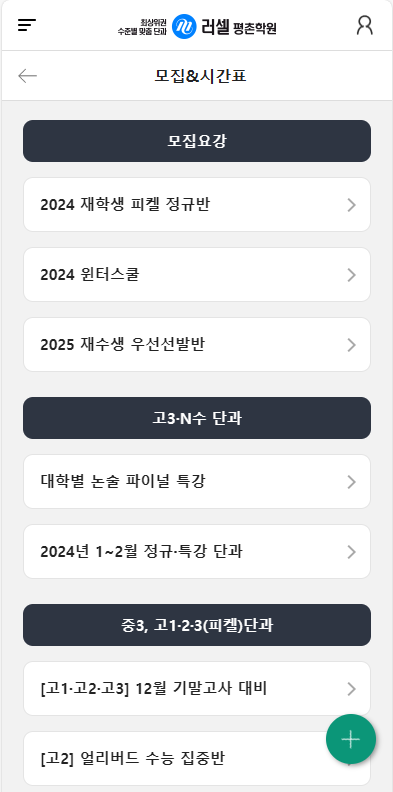 최상위권
수준별 맞춤 단과
러셀 평촌학원
모집&시간표
모집요강
2024 재학생 피켈 정규반
2024 윈터스쿨
2025 재수생 우선선발반
고3·N수 단과
대학별 논술 파이널 특강
2024년 1~2월 정규·특강 단과
중3, 고1·2·3(피켈)단과
[고1·고2·고3] 12월 기말고사 대비
[고2] 얼리버드 수능 집중반